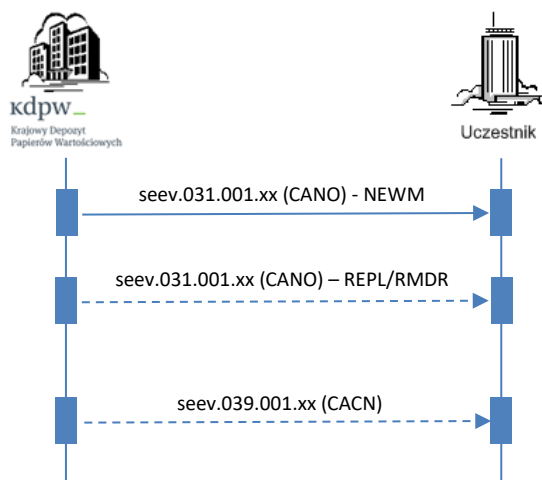 kdpw_
Krajowy Depozyt
Papierów Wartościowych
Uczestnik
seev.031.001.xx (CANO) - NEWM
seev.031.001.xx (CANO) – REPL/RMDR
seev.039.001.xx (CACN)